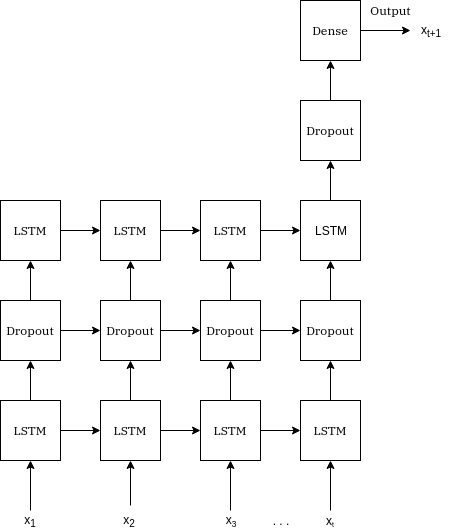 Output
Dense
x_{t+1}
Dropout
LSTM LSTM LSTM LSTM
Dropout Dropout Dropout Dropout
LSTM LSTM LSTM LSTM
x_1 x_2 x_3 ... x_t